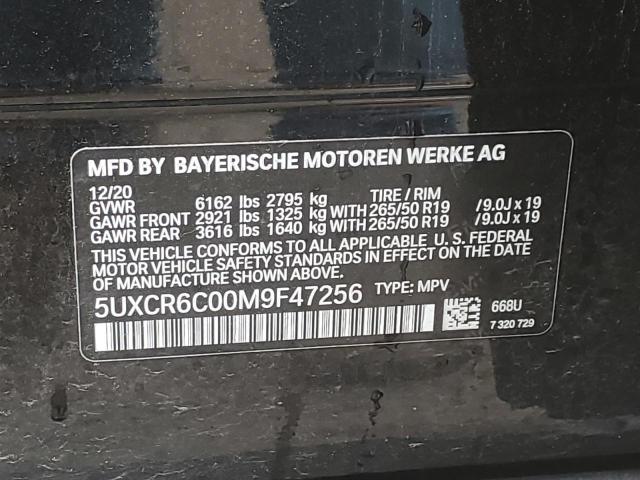 MFD BY BAYERISCHE MOTOREN WERKE AG
12/20 TIRE / RIM
GVWR 6162 lbs 2795 kg
GAWR FRONT 2921 lbs 1325 kg WITH 265/50 R19 /9.0J x 19
GAWR REAR 3616 lbs 1640 kg WITH 265/50 R19 /9.0J x 19
THIS VEHICLE CONFORMS TO ALL APPLICABLE U. S. FEDERAL
MOTOR VEHICLE SAFETY STANDARDS IN EFFECT ON THE DATE
OF MANUFACTURE SHOWN ABOVE.
5UXCR6C00M9F47256 TYPE: MPV
668U
7 320 729